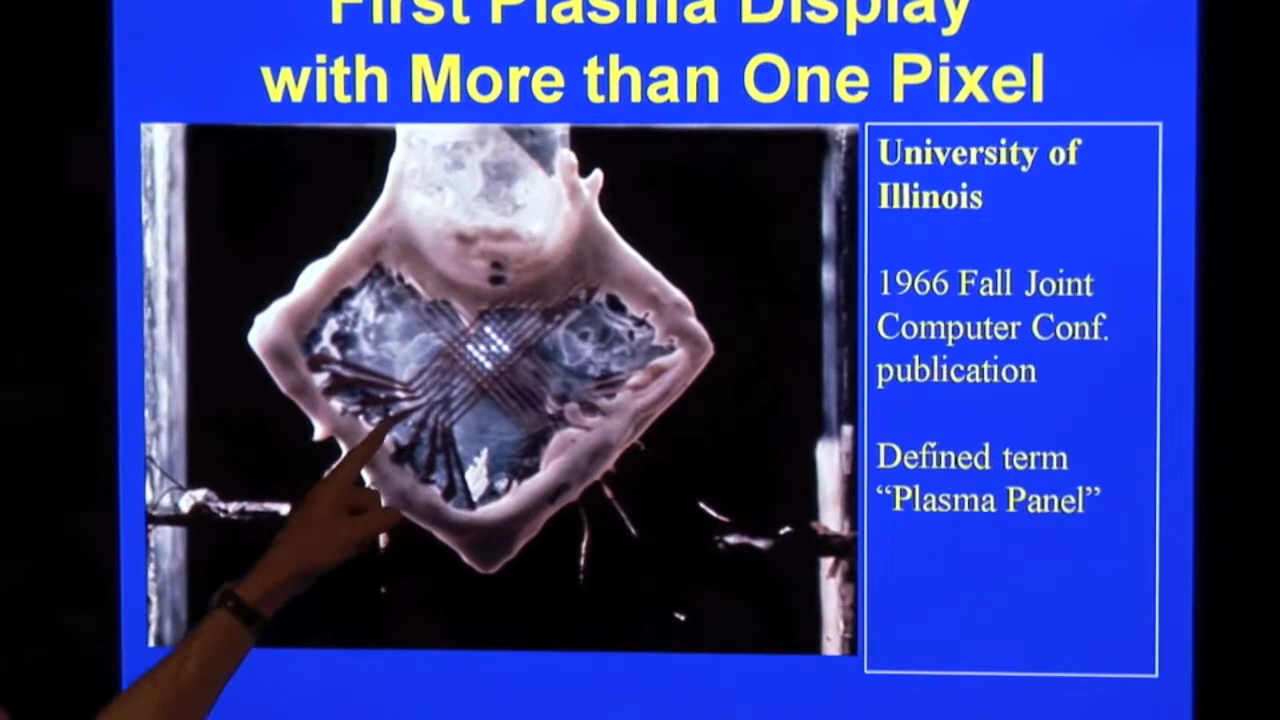 First Plasma Display
with More than One Pixel
University of
Illinois
1966 Fall Joint
Computer Conf.
publication
Defined term
“Plasma Panel”